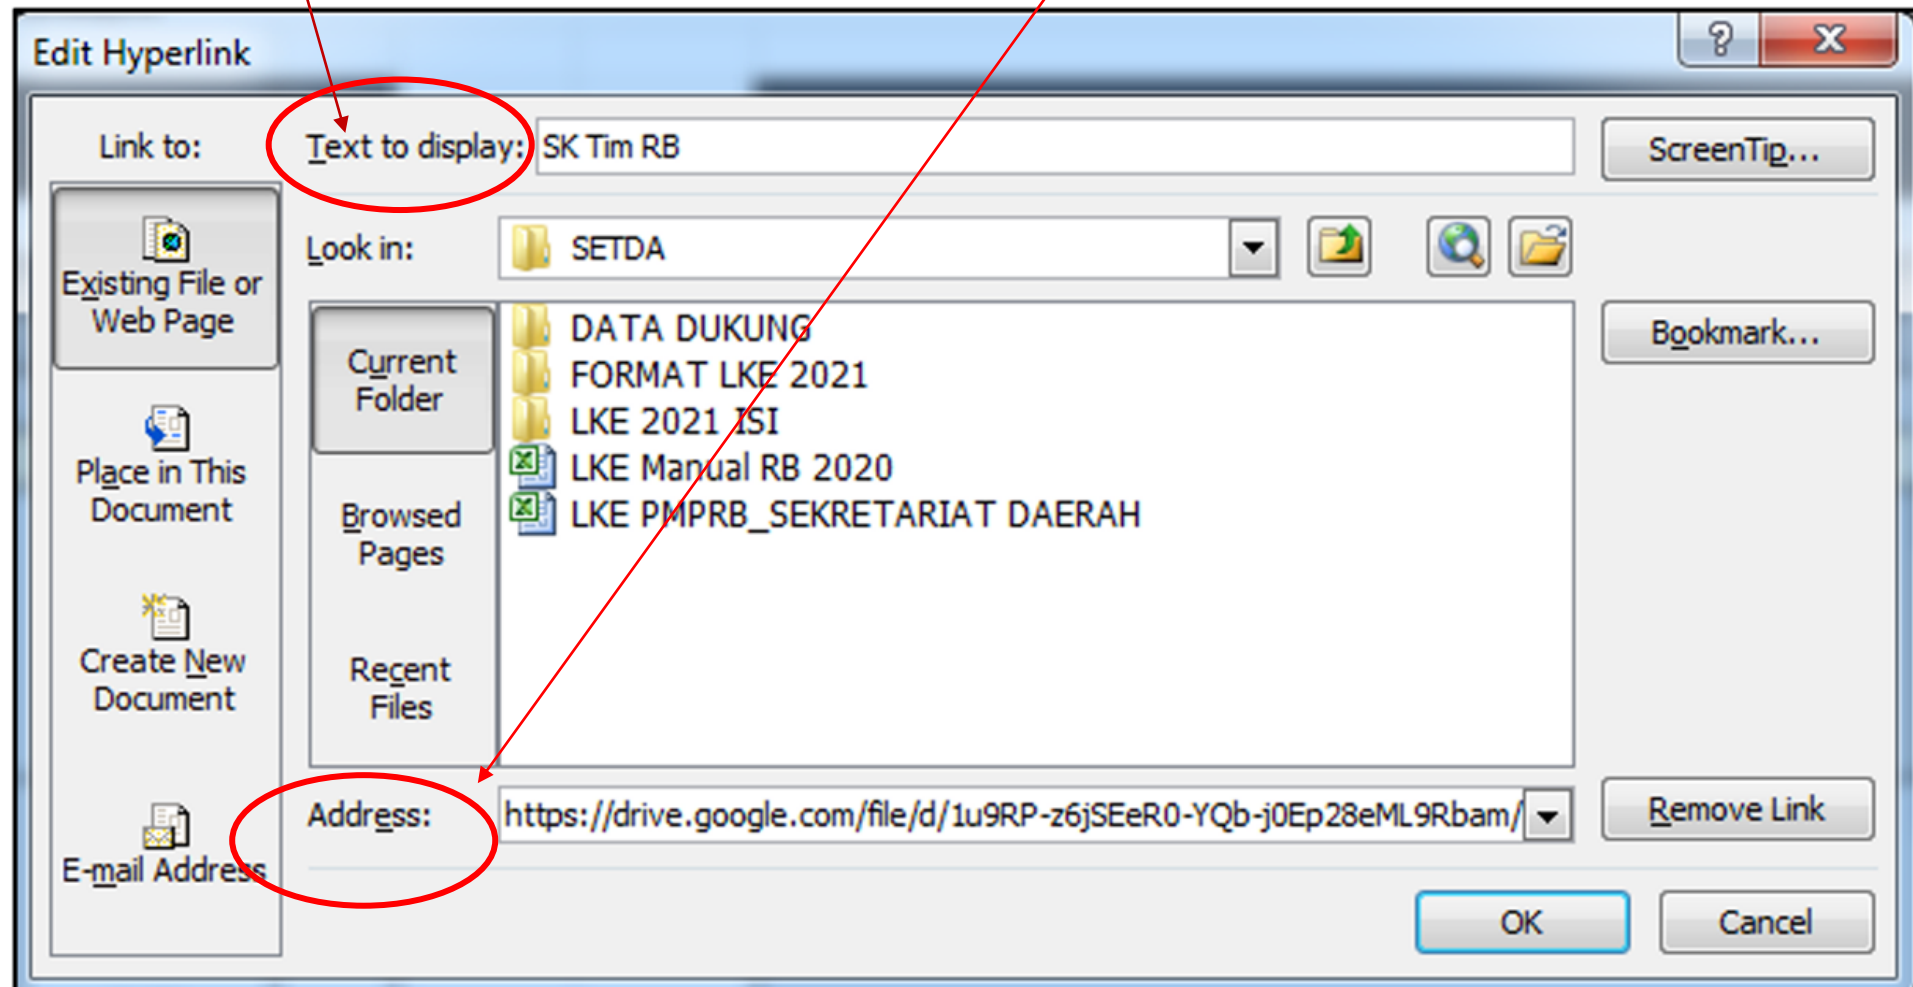 Edit Hyperlink
Link to:
Text to display: SK Tim RB
ScreenTip...
Existing File or
Web Page
Place in This
Document
Create New
Document
E-mail Address
Look in: SETDA
Current
Folder
Browsed
Pages
Recent
Files
DATA DUKUNG
FORMAT LKE 2021
LKE 2021 ISI
LKE Manual RB 2020
LKE PMPRB_SEKRETARIAT DAERAH
Bookmark...
Address: https://drive.google.com/file/d/1u9RP-z6jSEeR0-YQb-j0Ep28eML9Rbam/
Remove Link
OK
Cancel